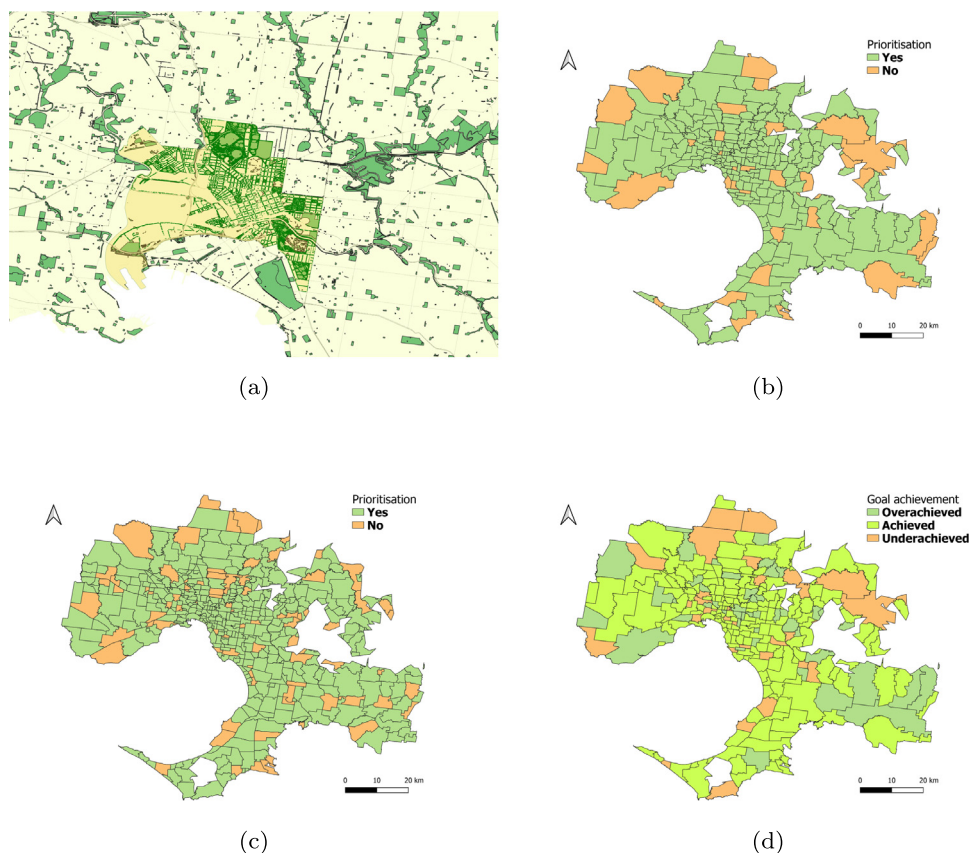 Prioritisation
Yes
No
0 10 20 km
(a)
(b)
Prioritisation
Yes
No
0 10 20 km
Goal achievement
Overachieved
Achieved
Underachieved
0 10 20 km
(c)
(d)